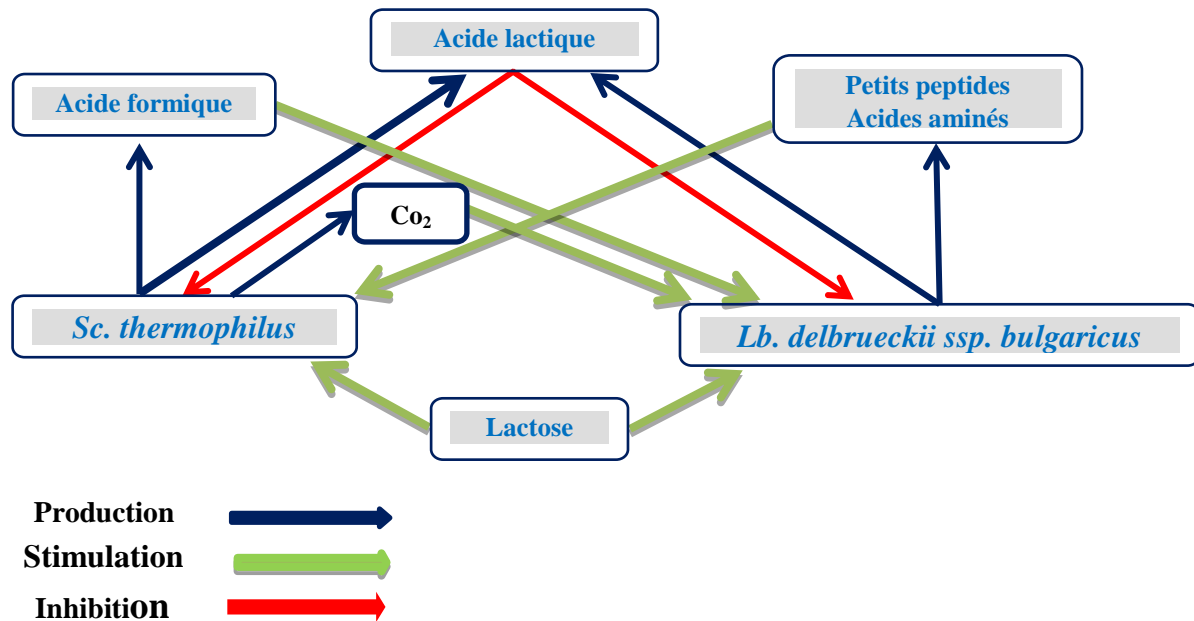 Acide lactique
Acide formique
Petits peptides
Acides aminés
Co₂
Sc. thermophilus
Lb. delbrueckii ssp. bulgaricus
Lactose
Production
Stimulation
Inhibition